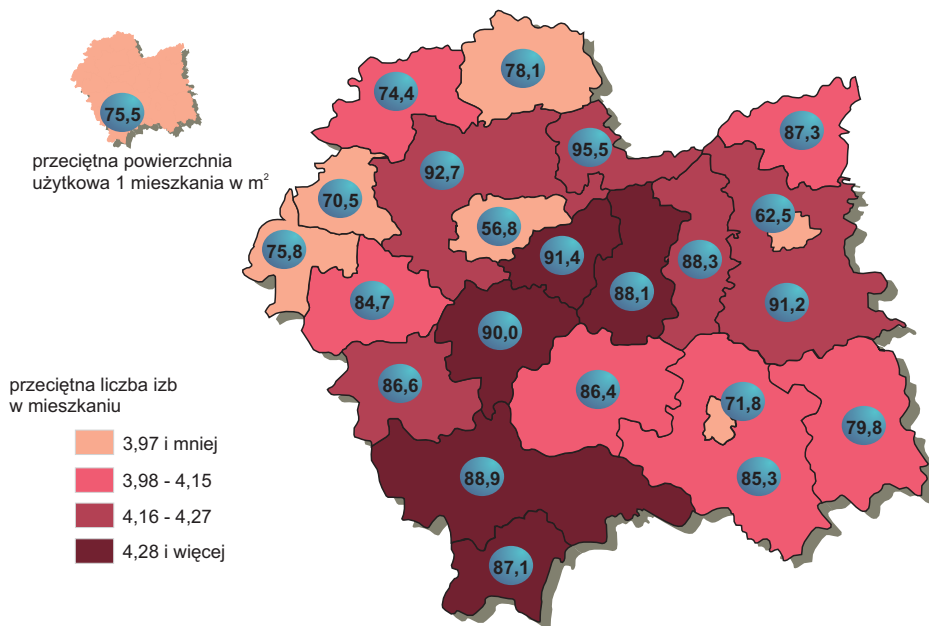 75,5
przeciętna powierzchnia
użytkowa 1 mieszkania w m²
78,1
74,4
87,3
95,5
92,7
70,5
62,5
56,8
75,8
91,4
88,3
88,1
84,7
91,2
90,0
86,6
86,4
71,8
79,8
88,9
85,3
87,1
przeciętna liczba izb
w mieszkaniu
3,97 i mniej
3,98 - 4,15
4,16 - 4,27
4,28 i więcej